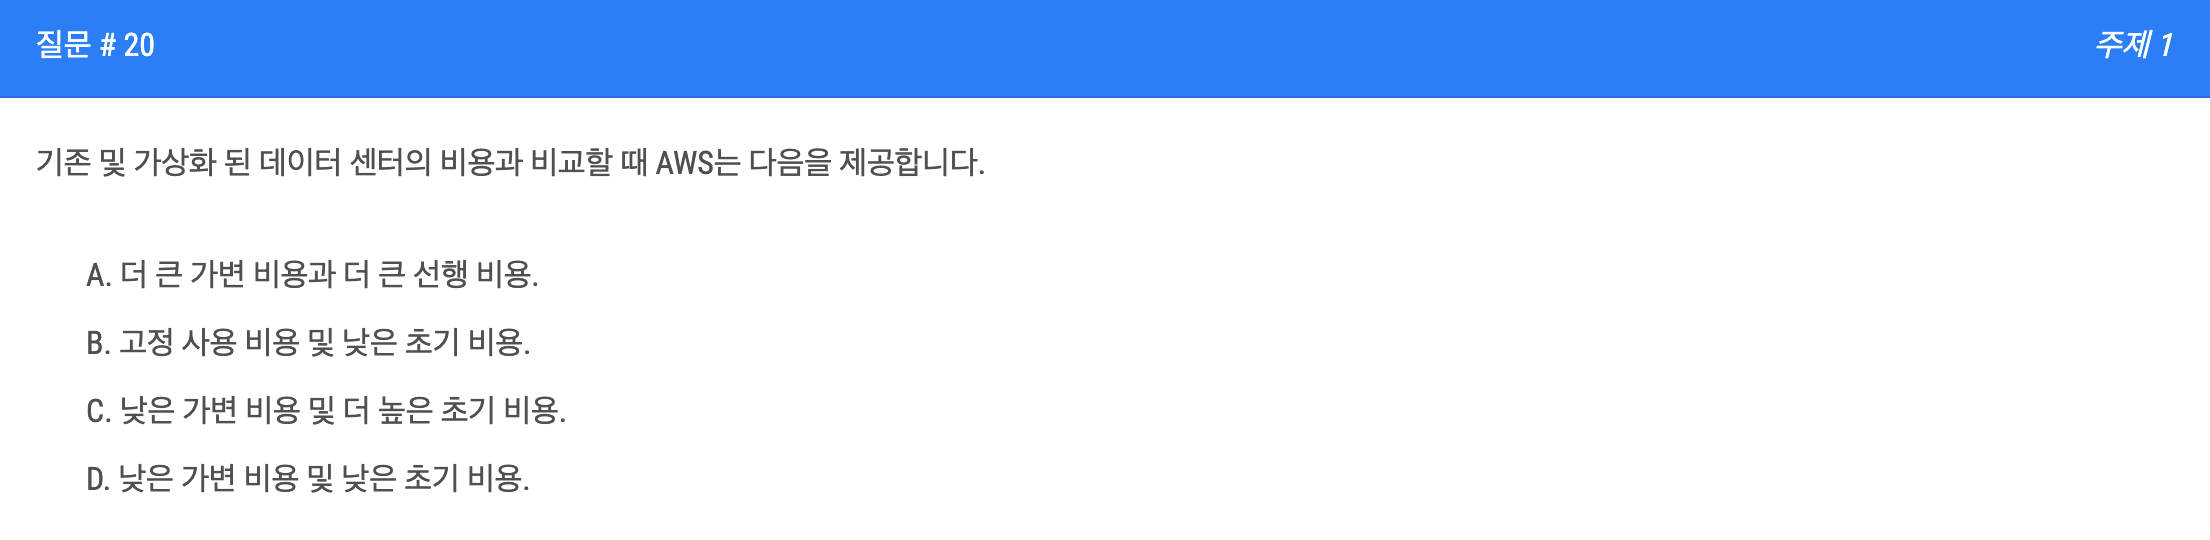 질문 # 20
주제 1
기존 및 가상화 된 데이터 센터의 비용과 비교할 때 AWS는 다음을 제공합니다.
A. 더 큰 가변 비용과 더 큰 선행 비용.
B. 고정 사용 비용 및 낮은 초기 비용.
C. 낮은 가변 비용 및 더 높은 초기 비용.
D. 낮은 가변 비용 및 낮은 초기 비용.